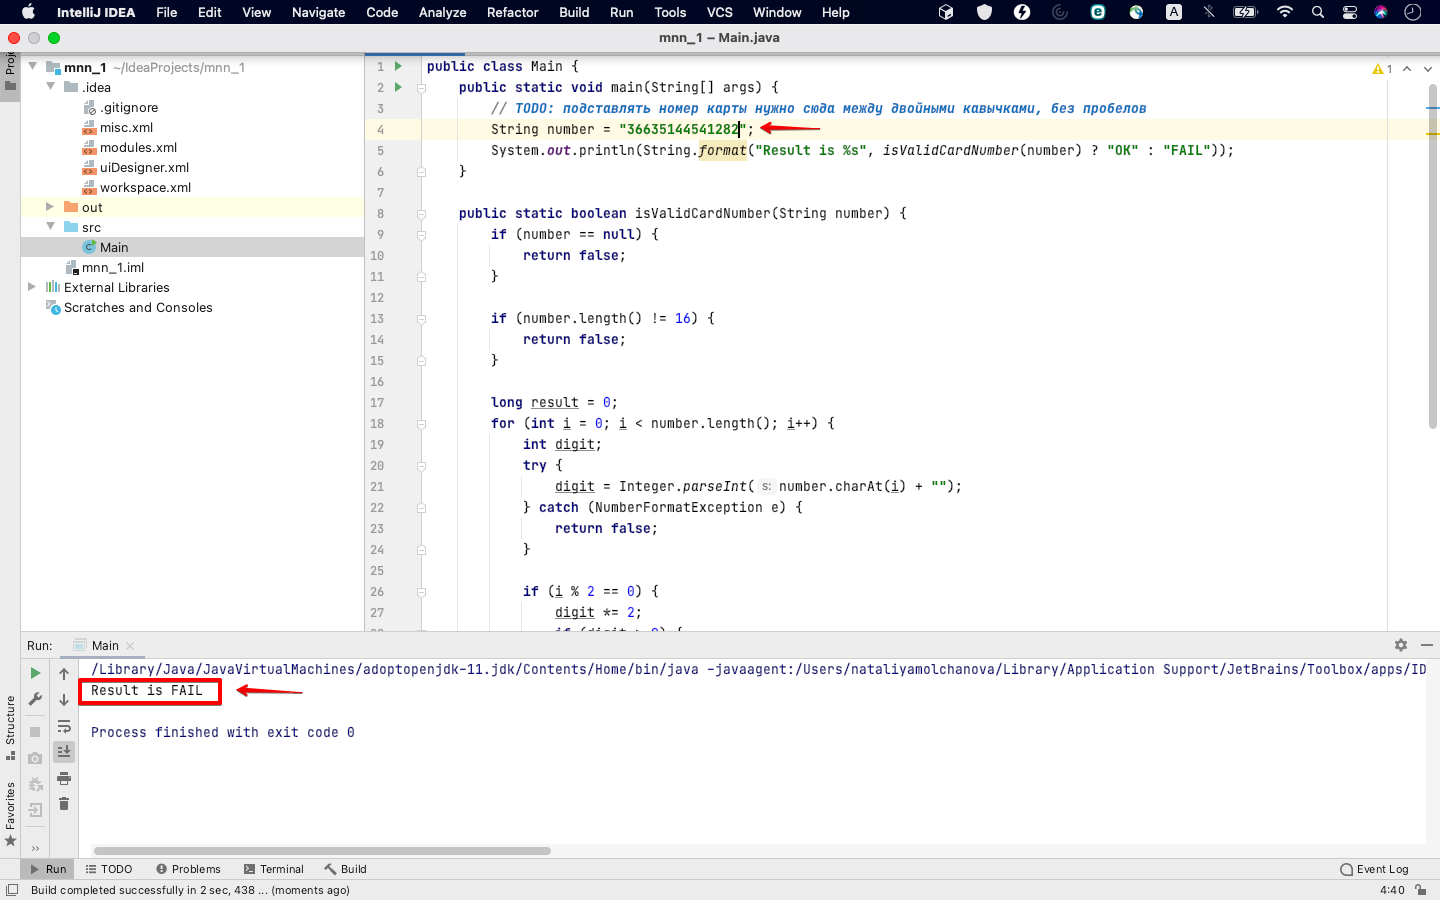 IntelliJ IDEA File Edit View Navigate Code Analyze Refactor Build Run Tools VCS Window Help
mnn_1 – Main.java
mnn_1 ~/IdeaProjects/mnn_1
.idea
.gitignore
misc.xml
modules.xml
uiDesigner.xml
workspace.xml
out
src
Main
mnn_1.iml
External Libraries
Scratches and Consoles
1 public class Main {
2 public static void main(String[] args) {
3 // TODO: подставлять номер карты нужно сюда между двойными кавычками, без пробелов
4 String number = "36635144541282";
5 System.out.println(String.format("Result is %s", isValidCardNumber(number) ? "OK" : "FAIL"));
6 }
7
8 public static boolean isValidCardNumber(String number) {
9 if (number == null) {
10 return false;
11 }
12
13 if (number.length() != 16) {
14 return false;
15 }
16
17 long result = 0;
18 for (int i = 0; i < number.length(); i++) {
19 int digit;
20 try {
21 digit = Integer.parseInt( s: number.charAt(i) + "");
22 } catch (NumberFormatException e) {
23 return false;
24 }
25
26 if (i % 2 == 0) {
27 digit *= 2;
1
Run: Main
/Library/Java/JavaVirtualMachines/adoptopenjdk-11.jdk/Contents/Home/bin/java -javaagent:/Users/nataliyamolchanova/Library/Application Support/JetBrains/Toolbox/apps/ID
Result is FAIL
Process finished with exit code 0
Structure
Favorites
Run TODO Problems Terminal Build Event Log
Build completed successfully in 2 sec, 438 ... (moments ago) 4:40